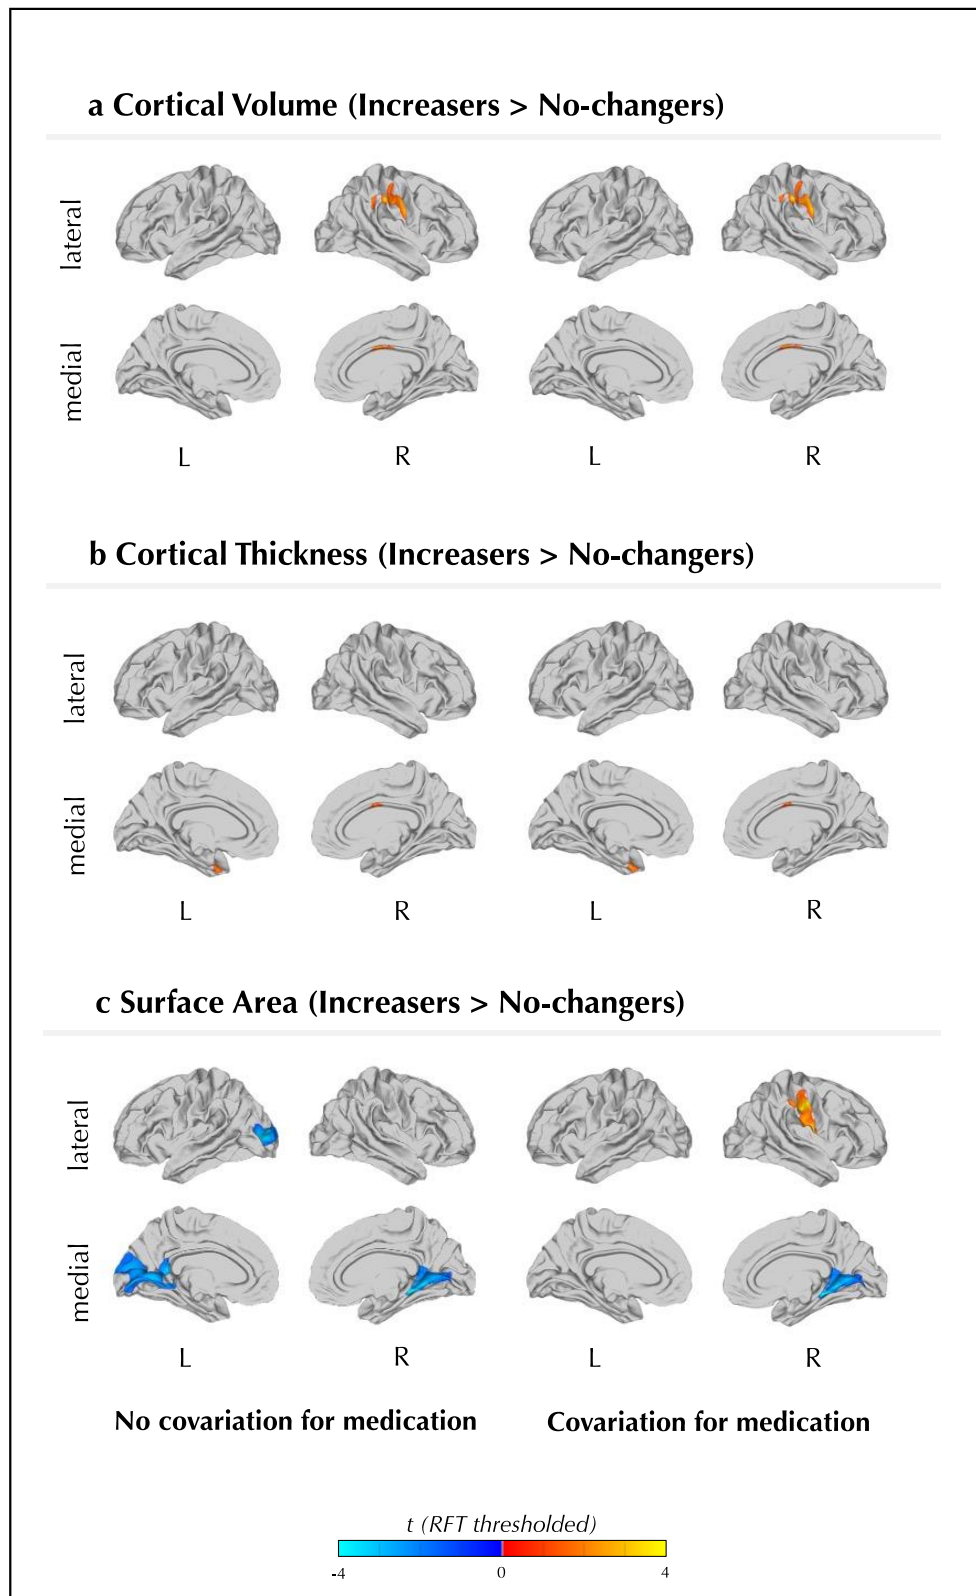 a Cortical Volume (Increasers > No-changers)
lateral
medial
L R L R
b Cortical Thickness (Increasers > No-changers)
lateral
medial
L R L R
c Surface Area (Increasers > No-changers)
lateral
medial
L R L R
No covariation for medication Covariation for medication
t (RFT thresholded)
-4 0 4